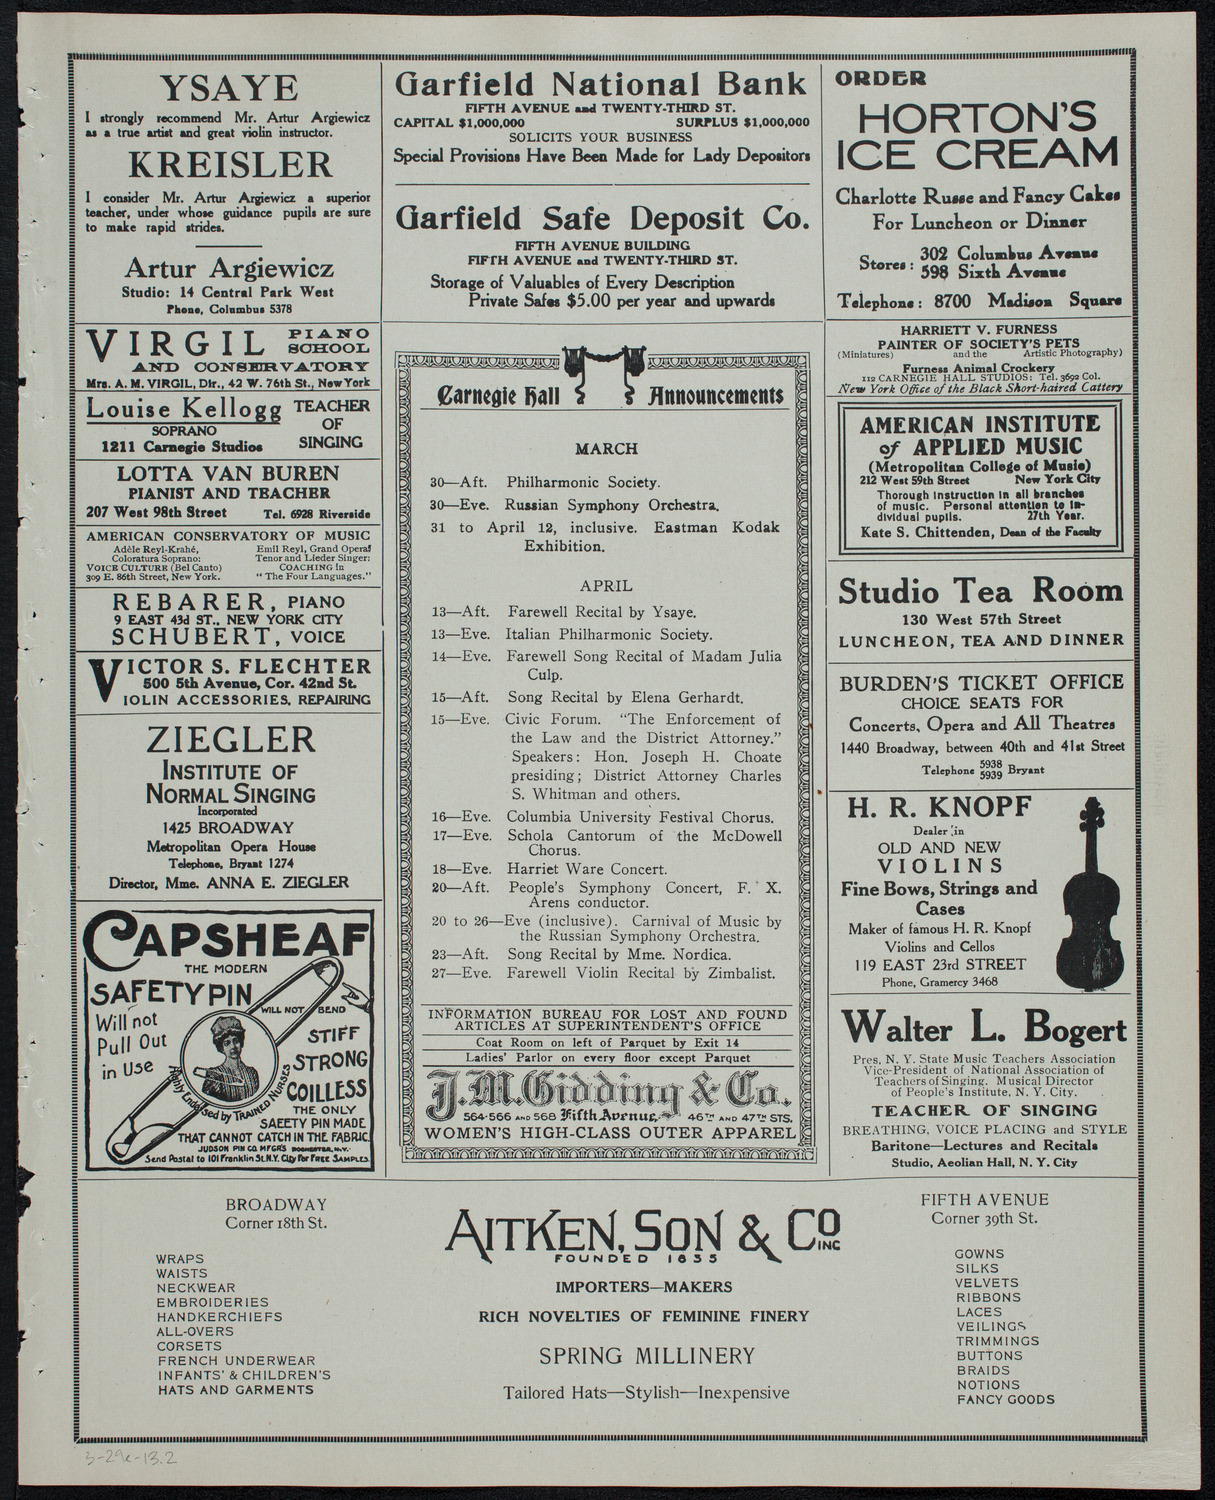 YSAYE
I strongly recommend Mr. Artur Argiewicz
as a true artist and great violin instructor.
KREISLER
I consider Mr. Artur Argiewicz a superior
teacher, under whose guidance pupils are sure
to make rapid strides.
Artur Argiewicz
Studio: 14 Central Park West
Phone, Columbus 5378
VIRGIL PIANO SCHOOL
AND CONSERVATORY
Mrs. A. M. VIRGIL, Dir., 42 W. 76th St., New York
Louise Kellogg TEACHER
SOPRANO OF
1211 Carnegie Studios SINGING
LOTTA VAN BUREN
PIANIST AND TEACHER
207 West 98th Street Tel. 6928 Riverside
AMERICAN CONSERVATORY OF MUSIC
Adèle Reyl-Krahé, Emil Reyl, Grand Opera
Coloratura Soprano: Tenor and Lieder Singer:
VOICE CULTURE (Bel Canto) COACHING in
309 E. 86th Street, New York. "The Four Languages."
REBARER, PIANO
9 EAST 43d ST., NEW YORK CITY
SCHUBERT, VOICE
VICTOR S. FLECHTER
500 5th Avenue, Cor. 42nd St.
VIOLIN ACCESSORIES, REPAIRING
ZIEGLER
INSTITUTE OF
NORMAL SINGING
Incorporated
1425 BROADWAY
Metropolitan Opera House
Telephone, Bryant 1274
Director, Mme. ANNA E. ZIEGLER
CAPSHEAF
THE MODERN
SAFETY PIN
WILL NOT BEND
Will not
Pull Out
in Use
STIFF
STRONG
COILLESS
Highly Endorsed by TRAINED NURSES
THE ONLY
SAFETY PIN MADE
THAT CANNOT CATCH IN THE FABRIC.
JUDSON PIN CO. MFGRS ROCHESTER, N.Y.
Send Postal to 101 Franklin St. N.Y. City for FREE SAMPLES.
Garfield National Bank
FIFTH AVENUE and TWENTY-THIRD ST.
CAPITAL $1,000,000 SURPLUS $1,000,000
SOLICITS YOUR BUSINESS
Special Provisions Have Been Made for Lady Depositors
Garfield Safe Deposit Co.
FIFTH AVENUE BUILDING
FIFTH AVENUE and TWENTY-THIRD ST.
Storage of Valuables of Every Description
Private Safes $5.00 per year and upwards
Carnegie Hall Announcements
MARCH
30—Aft. Philharmonic Society.
30—Eve. Russian Symphony Orchestra.
31 to April 12, inclusive. Eastman Kodak
Exhibition.
APRIL
13—Aft. Farewell Recital by Ysaye.
13—Eve. Italian Philharmonic Society.
14—Eve. Farewell Song Recital of Madam Julia
Culp.
15—Aft. Song Recital by Elena Gerhardt.
15—Eve. Civic Forum. "The Enforcement of
the Law and the District Attorney."
Speakers: Hon. Joseph H. Choate
presiding; District Attorney Charles
S. Whitman and others.
16—Eve. Columbia University Festival Chorus.
17—Eve. Schola Cantorum of the McDowell
Chorus.
18—Eve. Harriet Ware Concert.
20—Aft. People's Symphony Concert, F. X.
Arens conductor.
20 to 26—Eve (inclusive). Carnival of Music by
the Russian Symphony Orchestra.
23—Aft. Song Recital by Mme. Nordica.
27—Eve. Farewell Violin Recital by Zimbalist.
INFORMATION BUREAU FOR LOST AND FOUND
ARTICLES AT SUPERINTENDENT'S OFFICE
Coat Room on left of Parquet by Exit 14
Ladies' Parlor on every floor except Parquet
J.M. Gidding & Co.
564-566 AND 568 Fifth Avenue, 46TH AND 47TH STS.
WOMEN'S HIGH-CLASS OUTER APPAREL
ORDER
HORTON'S
ICE CREAM
Charlotte Russe and Fancy Cakes
For Luncheon or Dinner
Stores: 302 Columbus Avenue
598 Sixth Avenue
Telephone: 8700 Madison Square
HARRIETT V. FURNESS
PAINTER OF SOCIETY'S PETS
(Miniatures) and the Artistic Photography)
Furness Animal Crockery
112 CARNEGIE HALL STUDIOS: Tel. 3692 Col.
New York Office of the Black Short-haired Cattery
AMERICAN INSTITUTE
of APPLIED MUSIC
(Metropolitan College of Music)
212 West 59th Street New York City
Thorough instruction in all branches
of music. Personal attention to in-
dividual pupils. 27th Year.
Kate S. Chittenden, Dean of the Faculty
Studio Tea Room
130 West 57th Street
LUNCHEON, TEA AND DINNER
BURDEN'S TICKET OFFICE
CHOICE SEATS FOR
Concerts, Opera and All Theatres
1440 Broadway, between 40th and 41st Street
Telephone 5938 5939 Bryant
H. R. KNOPF
Dealer in
OLD AND NEW
VIOLINS
Fine Bows, Strings and
Cases
Maker of famous H. R. Knopf
Violins and Cellos
119 EAST 23rd STREET
Phone, Gramercy 3468
Walter L. Bogert
Pres. N. Y. State Music Teachers Association
Vice-President of National Association of
Teachers of Singing. Musical Director
of People's Institute, N. Y. City.
TEACHER OF SINGING
BREATHING, VOICE PLACING and STYLE
Baritone—Lectures and Recitals
Studio, Aeolian Hall, N. Y. City
BROADWAY
Corner 18th St.
WRAPS
WAISTS
NECKWEAR
EMBROIDERIES
HANDKERCHIEFS
ALL-OVERS
CORSETS
FRENCH UNDERWEAR
INFANTS' & CHILDREN'S
HATS AND GARMENTS
AITKEN, SON & CO INC
FOUNDED 1835
IMPORTERS—MAKERS
RICH NOVELTIES OF FEMININE FINERY
SPRING MILLINERY
Tailored Hats—Stylish—Inexpensive
FIFTH AVENUE
Corner 39th St.
GOWNS
SILKS
VELVETS
RIBBONS
LACES
VEILINGS
TRIMMINGS
BUTTONS
BRAIDS
NOTIONS
FANCY GOODS
3-29e-13.2